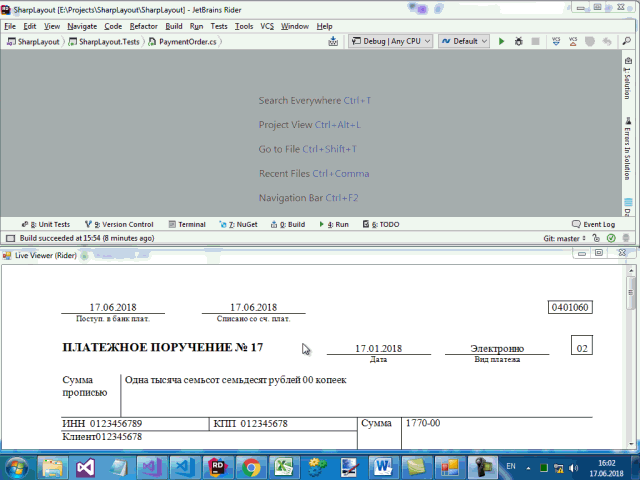 SharpLayout [E:\Projects\SharpLayout\SharpLayout] - JetBrains Rider
File Edit View Navigate Code Refactor Build Run Tests Tools VCS Window Help
SharpLayout SharpLayout.Tests PaymentOrder.cs Debug | Any CPU Default VCS VCS
Search Everywhere Ctrl+T
Project View Ctrl+Alt+L
Go to File Ctrl+Shift+T
Recent Files Ctrl+Comma
Navigation Bar Ctrl+F2
1: Solution
Errors In Solution
8: Unit Tests 9: Version Control Terminal 7: NuGet 0: Build 4: Run 6: TODO Event Log
Build succeeded at 15:54 (8 minutes ago) Git: master
Live Viewer (Rider)
17.06.2018 17.06.2018 0401060
Поступ. в банк плат. Списано со сч. плат.
ПЛАТЕЖНОЕ ПОРУЧЕНИЕ № 17 17.01.2018 Электронно 02
Дата Вид платежа
Сумма прописью Одна тысяча семьсот семьдесят рублей 00 копеек
ИНН 0123456789 КПП 012345678 Сумма 1770-00
Клиент012345678
EN 16:02
17.06.2018